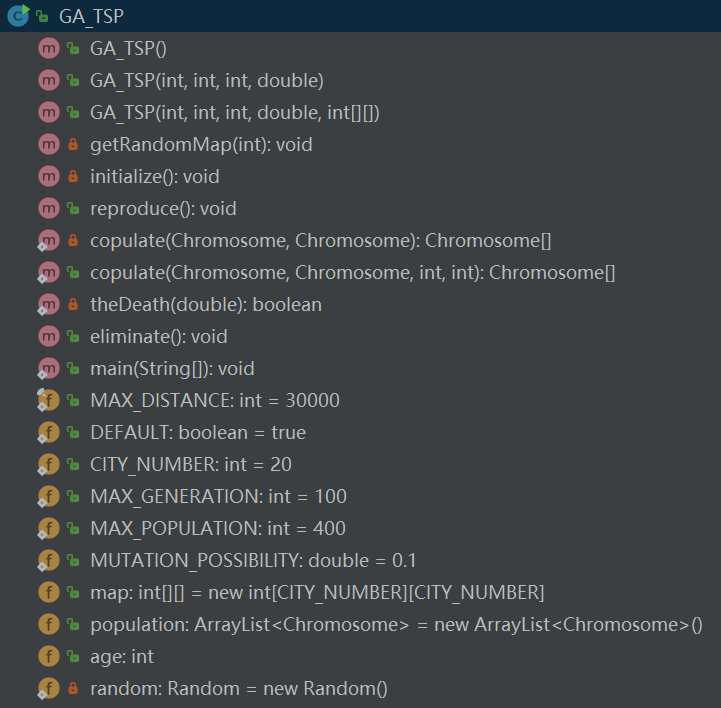 GA_TSP
GA_TSP()
GA_TSP(int, int, int, double)
GA_TSP(int, int, int, double, int[][])
getRandomMap(int): void
initialize(): void
reproduce(): void
copulate(Chromosome, Chromosome): Chromosome[]
copulate(Chromosome, Chromosome, int, int): Chromosome[]
theDeath(double): boolean
eliminate(): void
main(String[]): void
MAX_DISTANCE: int = 30000
DEFAULT: boolean = true
CITY_NUMBER: int = 20
MAX_GENERATION: int = 100
MAX_POPULATION: int = 400
MUTATION_POSSIBILITY: double = 0.1
map: int[][] = new int[CITY_NUMBER][CITY_NUMBER]
population: ArrayList<Chromosome> = new ArrayList<Chromosome>()
age: int
random: Random = new Random()